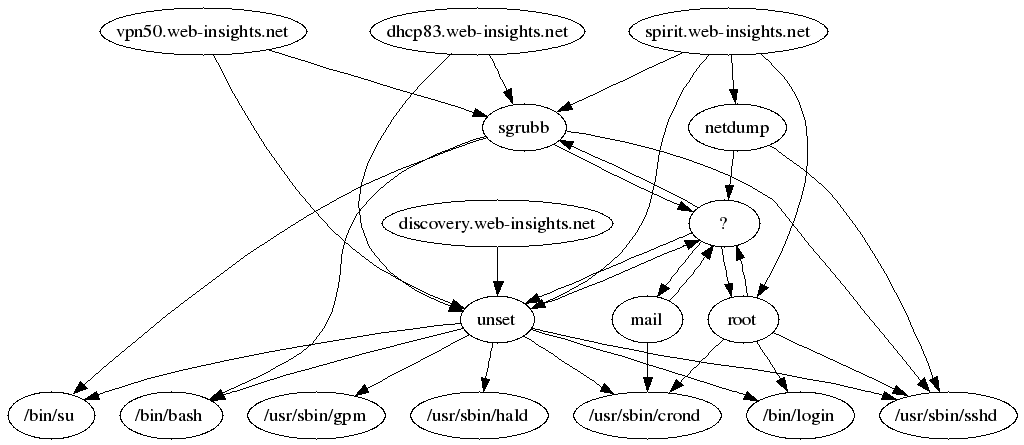 vpn50.web-insights.net
dhcp83.web-insights.net
spirit.web-insights.net
sgrubb
netdump
discovery.web-insights.net
?
unset
mail
root
/bin/su
/bin/bash
/usr/sbin/gpm
/usr/sbin/hald
/usr/sbin/crond
/bin/login
/usr/sbin/sshd